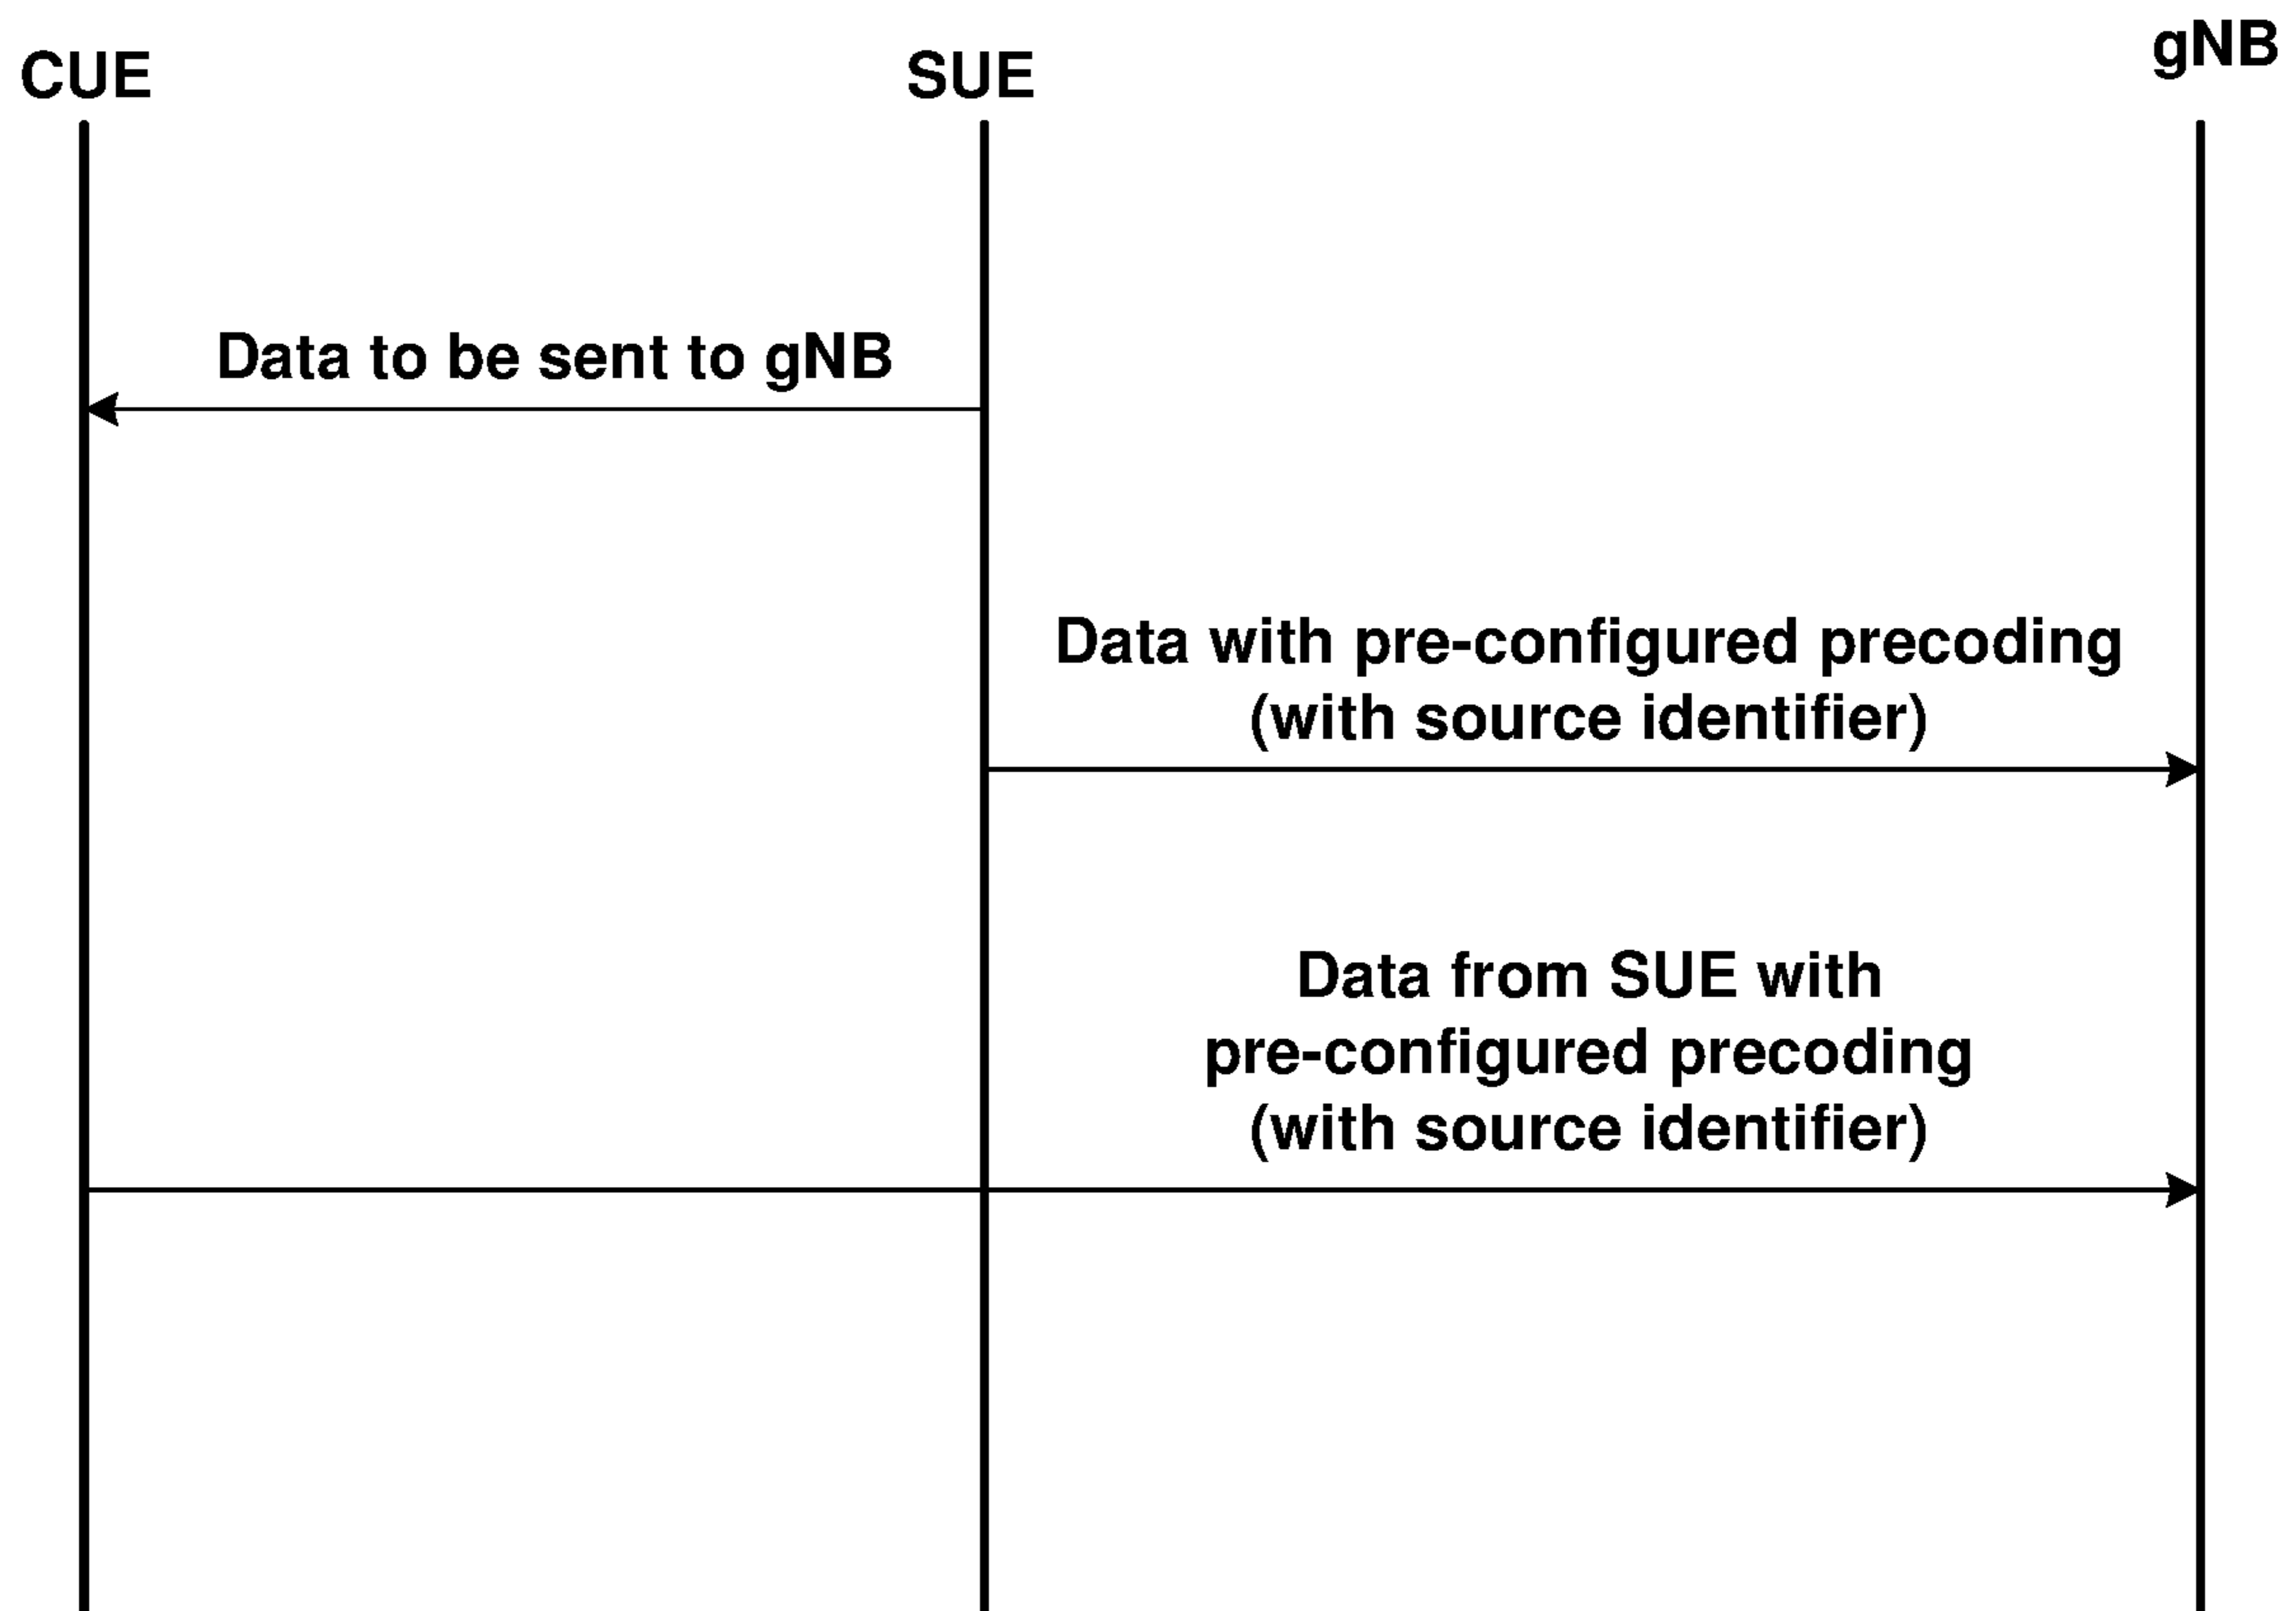 CUE
SUE
gNB
Data to be sent to gNB
Data with pre-configured precoding
(with source identifier)
Data from SUE with
pre-configured precoding
(with source identifier)